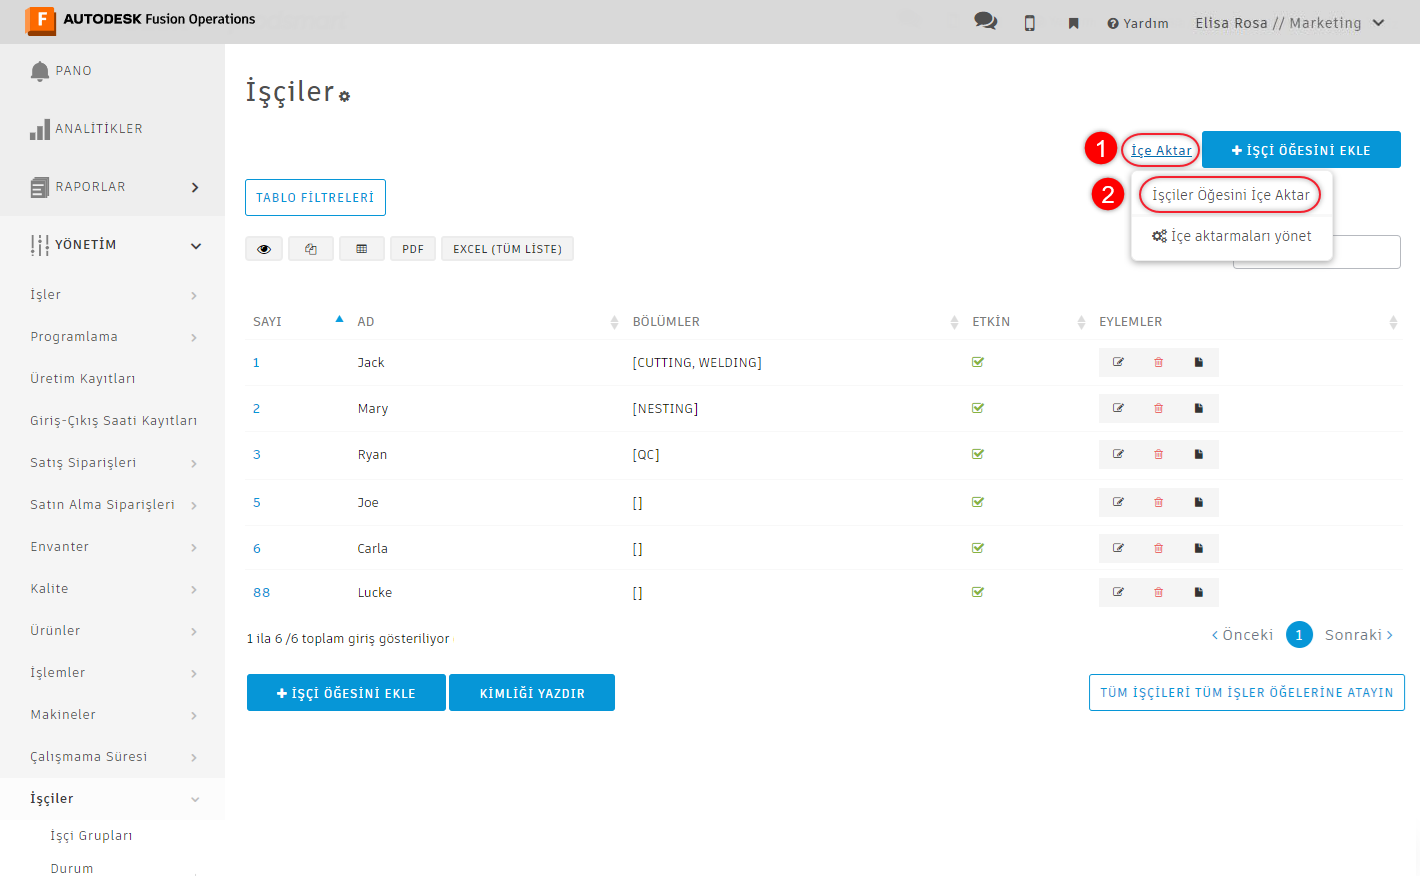 AUTODESK Fusion Operations
Yardım
Elisa Rosa // Marketing
PANO
ANALİTİKLER
RAPORLAR
YÖNETİM
İşler
Programlama
Üretim Kayıtları
Giriş-Çıkış Saati Kayıtları
Satış Siparişleri
Satın Alma Siparişleri
Envanter
Kalite
Ürünler
İşlemler
Makineler
Çalışmama Süresi
İşçiler
İşçi Grupları
Durum
İşçiler
1 İçe Aktar
İŞÇİ ÖĞESİNİ EKLE
2 İşçiler Öğesini İçe Aktar
İçe aktarmaları yönet
TABLO FİLTRELERİ
PDF EXCEL (TÜM LİSTE)
SAYI AD BÖLÜMLER ETKİN EYLEMLER
1 Jack [CUTTING, WELDING]
2 Mary [NESTING]
3 Ryan [QC]
5 Joe []
6 Carla []
88 Lucke []
1 ila 6 /6 toplam giriş gösteriliyor
< Önceki 1 Sonraki >
İŞÇİ ÖĞESİNİ EKLE KİMLİĞİ YAZDIR
TÜM İŞÇİLERİ TÜM İŞLER ÖĞELERİNE ATAYIN